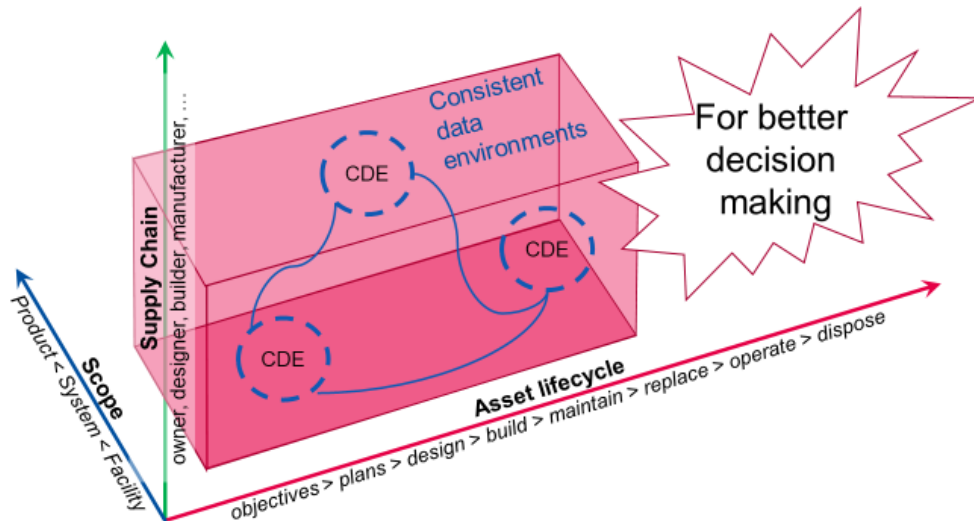 Consistent
data
environments
For better
decision
making
CDE
CDE
CDE
Supply Chain
owner, designer, builder, manufacturer, ...
Scope
Product < System < Facility
Asset lifecycle
objectives > plans > design > build > maintain > replace > operate > dispose